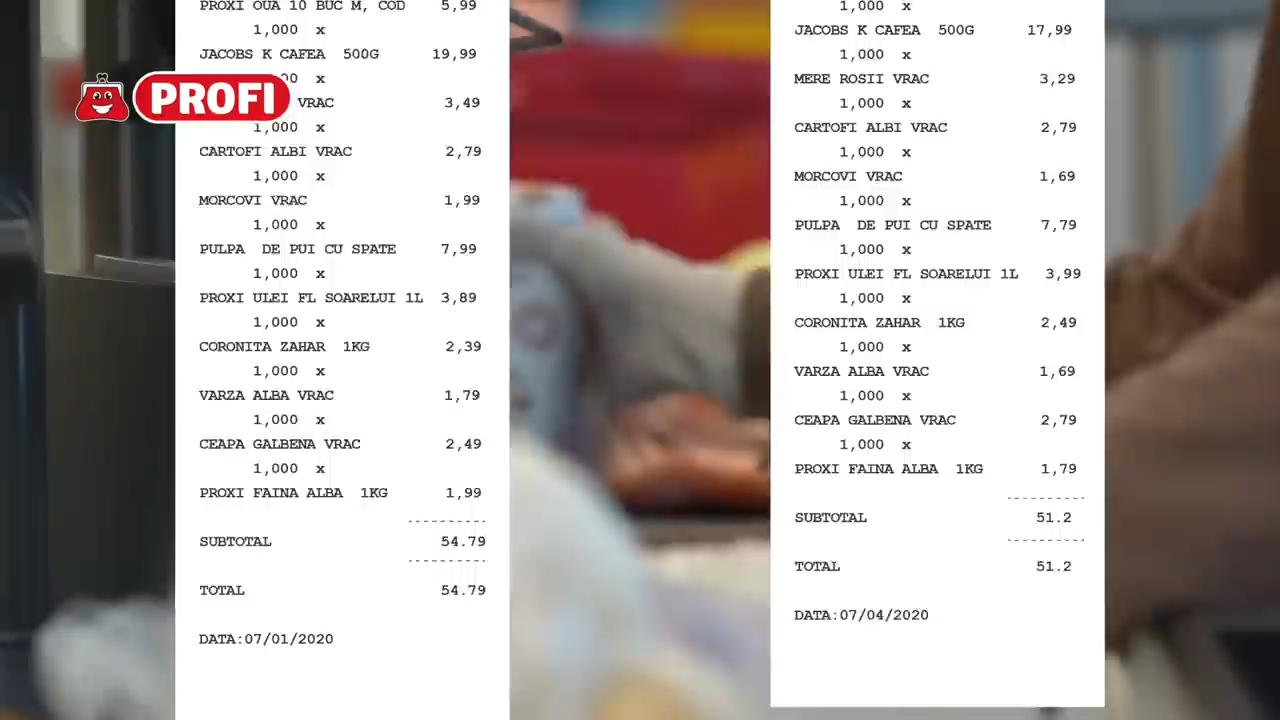 PROXI OUA 10 BUC M, COD 5,99
1,000 x
JACOBS K CAFEA 500G 19,99
00 x
VRAC 3,49
1,000 x
CARTOFI ALBI VRAC 2,79
1,000 x
MORCOVI VRAC 1,99
1,000 x
PULPA DE PUI CU SPATE 7,99
1,000 x
PROXI ULEI FL SOARELUI 1L 3,89
1,000 x
CORONITA ZAHAR 1KG 2,39
1,000 x
VARZA ALBA VRAC 1,79
1,000 x
CEAPA GALBENA VRAC 2,49
1,000 x
PROXI FAINA ALBA 1KG 1,99
SUBTOTAL 54.79
TOTAL 54.79
DATA:07/01/2020
PROFI
1,000 x
JACOBS K CAFEA 500G 17,99
1,000 x
MERE ROSII VRAC 3,29
1,000 x
CARTOFI ALBI VRAC 2,79
1,000 x
MORCOVI VRAC 1,69
1,000 x
PULPA DE PUI CU SPATE 7,79
1,000 x
PROXI ULEI FL SOARELUI 1L 3,99
1,000 x
CORONITA ZAHAR 1KG 2,49
1,000 x
VARZA ALBA VRAC 1,69
1,000 x
CEAPA GALBENA VRAC 2,79
1,000 x
PROXI FAINA ALBA 1KG 1,79
SUBTOTAL 51.2
TOTAL 51.2
DATA:07/04/2020